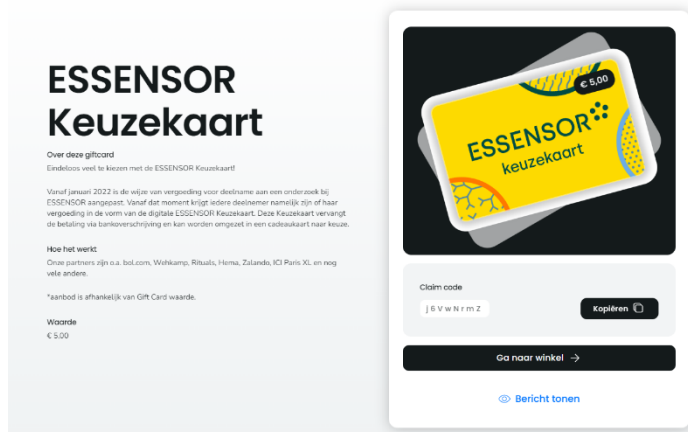 ESSENSOR
Keuzekaart
Over deze giftcard
Eindeloos veel te kiezen met de ESSENSOR Keuzekaart!
Vanaf januari 2022 is de wijze van vergoeding voor deelname aan een onderzoek bij
ESSENSOR aangepast. Vanaf dat moment krijgt iedere deelnemer namelijk zijn of haar
vergoeding in de vorm van de digitale ESSENSOR Keuzekaart. Deze Keuzekaart vervangt
de betaling via bankoverschrijving en kan worden omgezet in een cadeaukaart naar keuze.
Hoe het werkt
Onze partners zijn o.a. bol.com, Wehkamp, Rituals, Hema, Zalando, ICI Paris XL en nog
vele andere.
*aanbod is afhankelijk van Gift Card waarde.
Waarde
€ 5,00
€ 5,00
ESSENSOR
keuzekaart
Claim code
j6VwNrmZ
Kopiëren
Ga naar winkel →
Bericht tonen